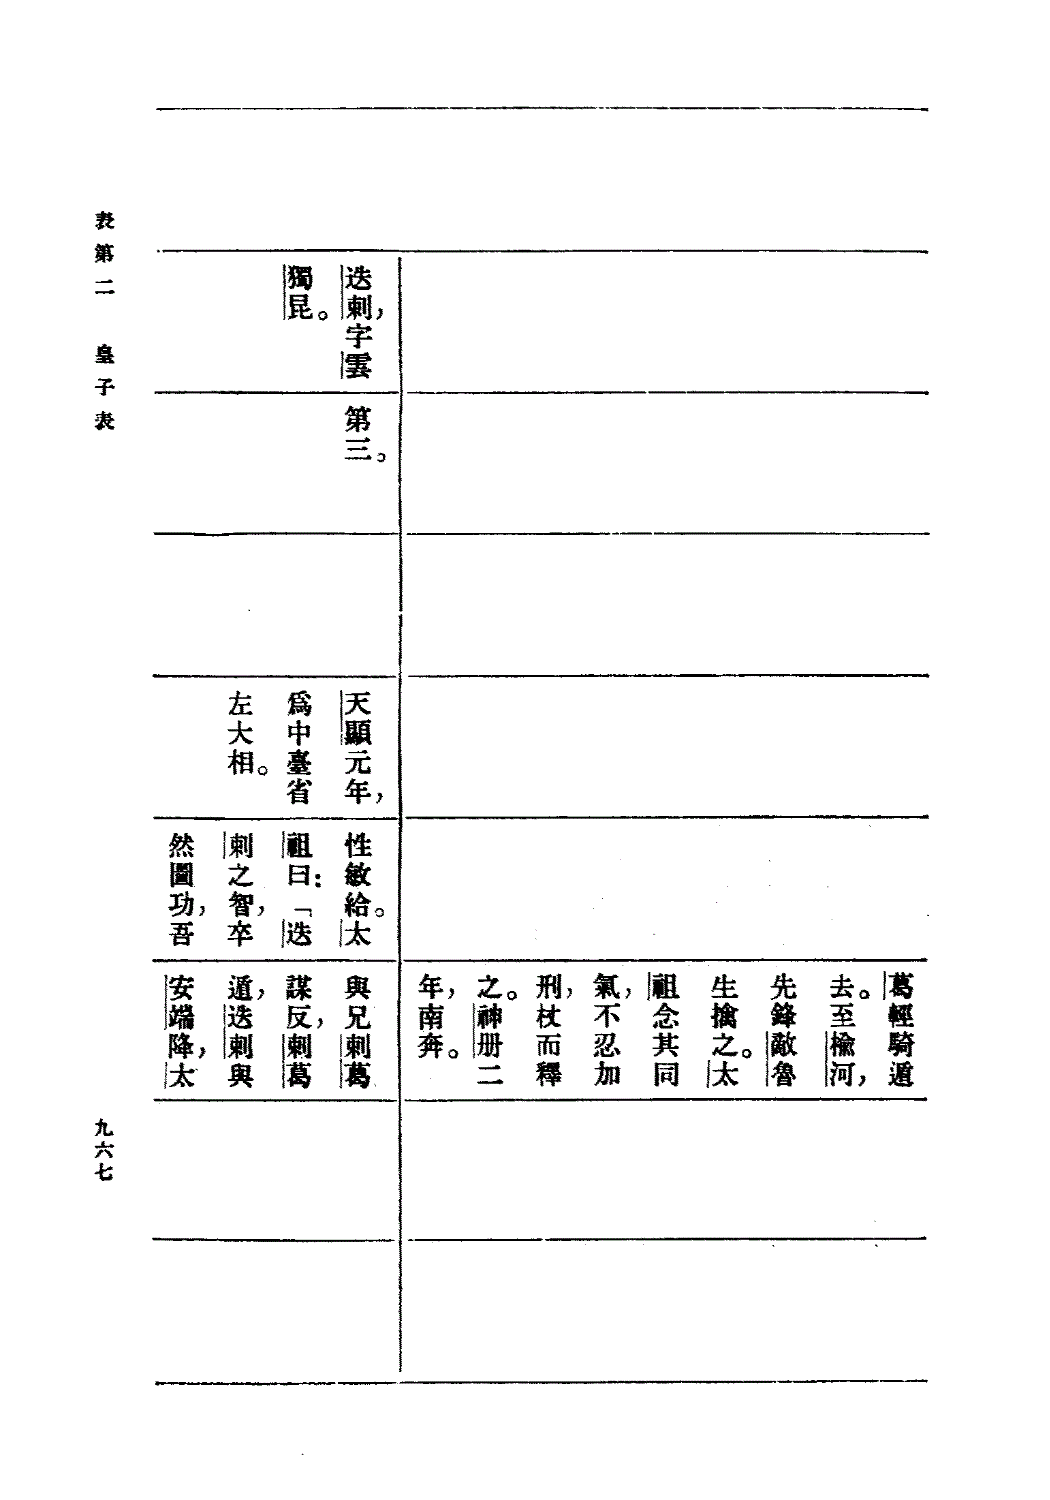 葛輕騎遁
去。至榆河，
先鋒敵魯
生擒之。太
祖念其同
氣，不忍加
刑，杖而釋
之。神册二
年，南奔。
迭剌，字雲
獨昆。
第三。
天顯元年，
爲中臺省
左大相。
性敏給。太
祖曰：「迭
剌之智，卒
然圖功，吾
與兄剌葛
謀反，剌葛
遁，迭剌與
安端降，太
表第二　皇子表
九六七